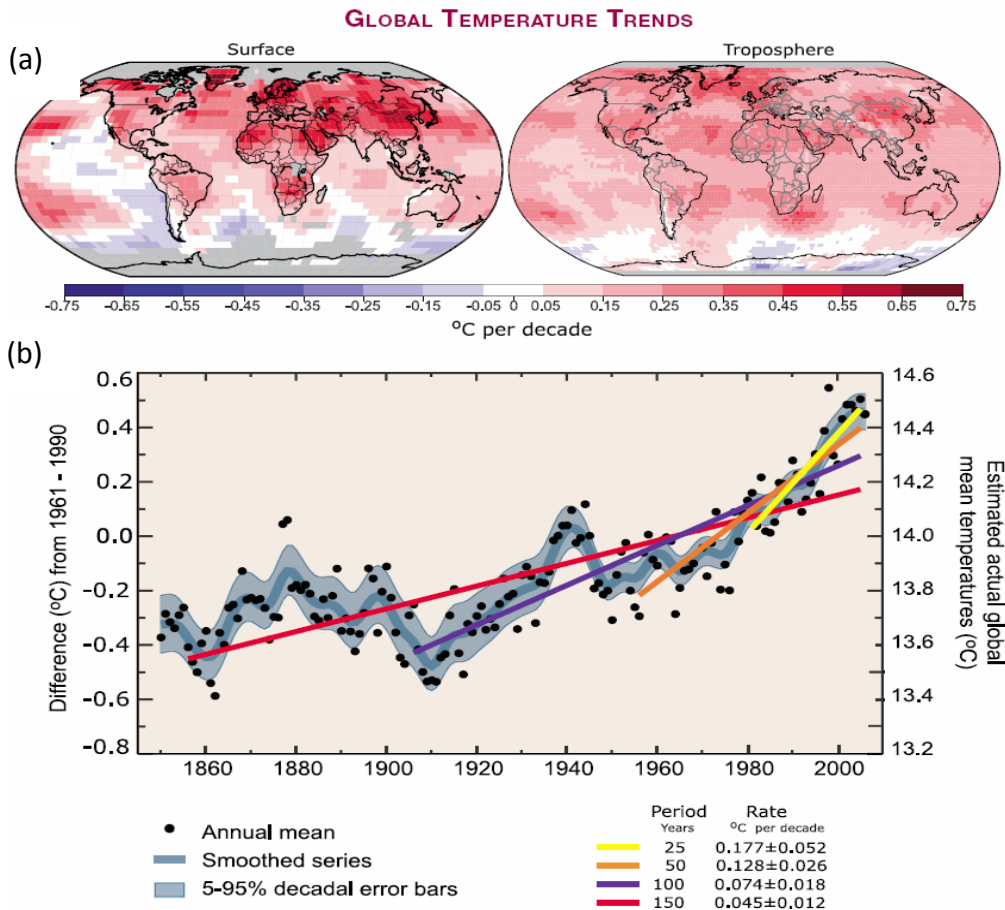 GLOBAL TEMPERATURE TRENDS
(a)
Surface
Troposphere
-0.75 -0.65 -0.55 -0.45 -0.35 -0.25 -0.15 -0.05 0 0.05 0.15 0.25 0.35 0.45 0.55 0.65 0.75
ºC per decade
(b)
Difference (ºC) from 1961 - 1990
0.6
0.4
0.2
0.0
-0.2
-0.4
-0.6
-0.8
14.6
14.4
14.2
14.0
13.8
13.6
13.4
13.2
Estimated actual global
mean temperatures (ºC)
1860 1880 1900 1920 1940 1960 1980 2000
Annual mean
Smoothed series
5-95% decadal error bars
Period Rate
Years ºC per decade
25 0.177±0.052
50 0.128±0.026
100 0.074±0.018
150 0.045±0.012